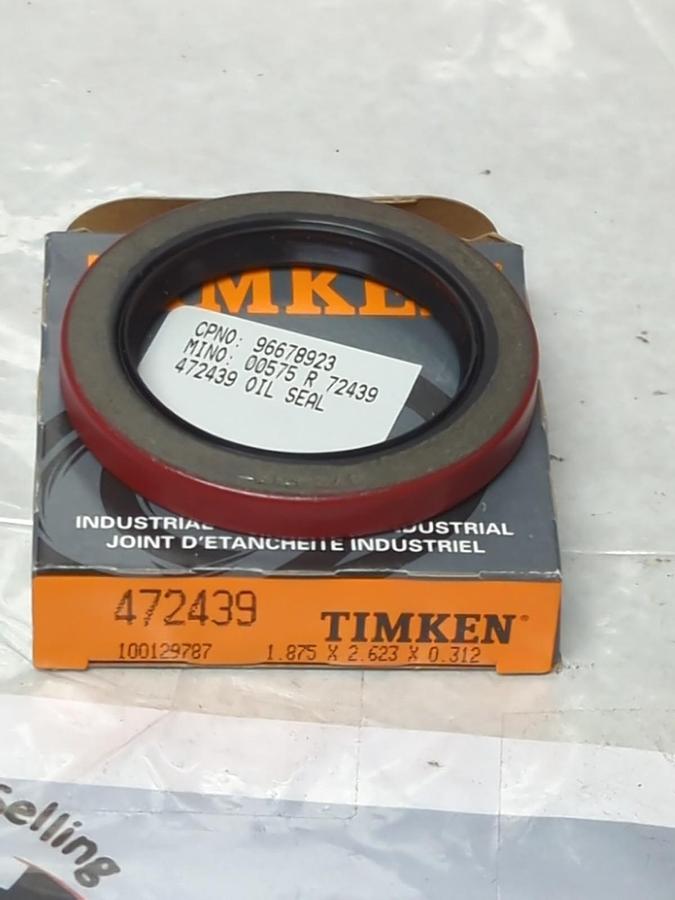 TIMKEN
CPNO: 96678923
MINO: 00575 R 72439
472439 OIL SEAL
INDUSTRIAL INDUSTRIAL
JOINT D'ETANCHEITE INDUSTRIEL
472439 TIMKEN
100129787 1.875 X 2.623 X 0.312
selling